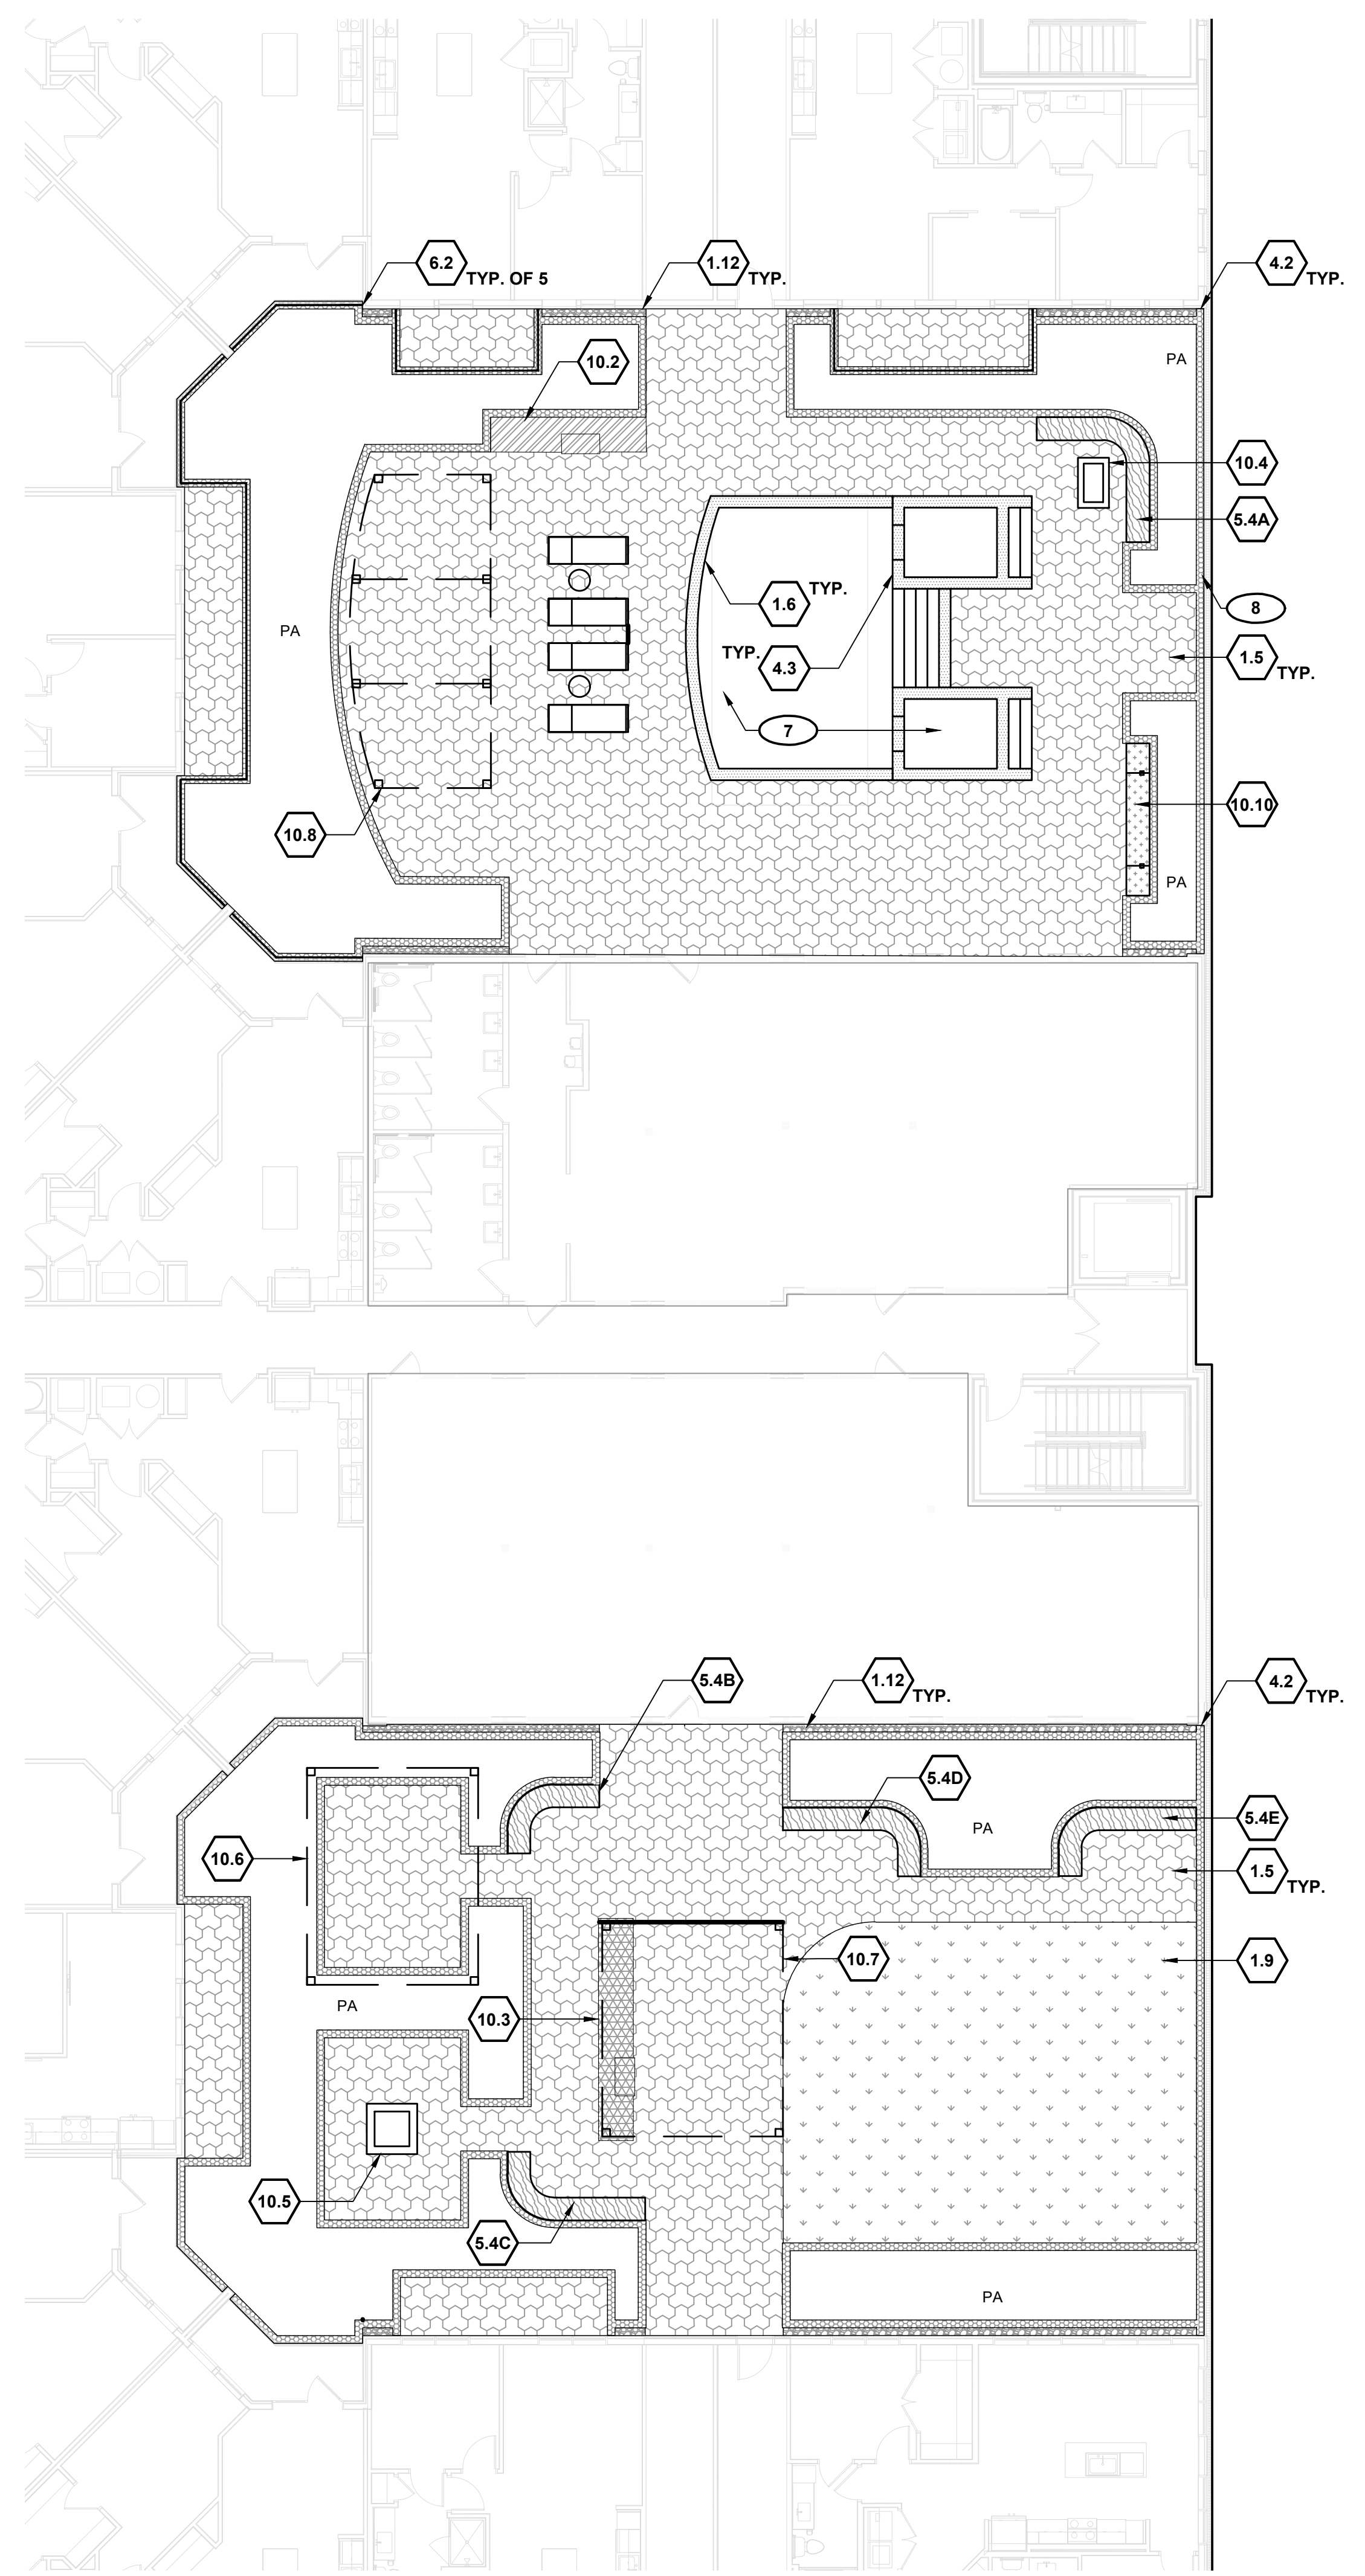 6.2 TYP. OF 5
1.12 TYP.
4.2 TYP.
10.2
PA
10.4
5.4A
1.6 TYP.
8
PA
TYP. 4.3
1.5 TYP.
7
10.8
10.10
PA
5.4B
1.12 TYP.
4.2 TYP.
5.4D
5.4E
PA
10.6
1.5 TYP.
10.7
1.9
PA
10.3
10.5
5.4C
PA